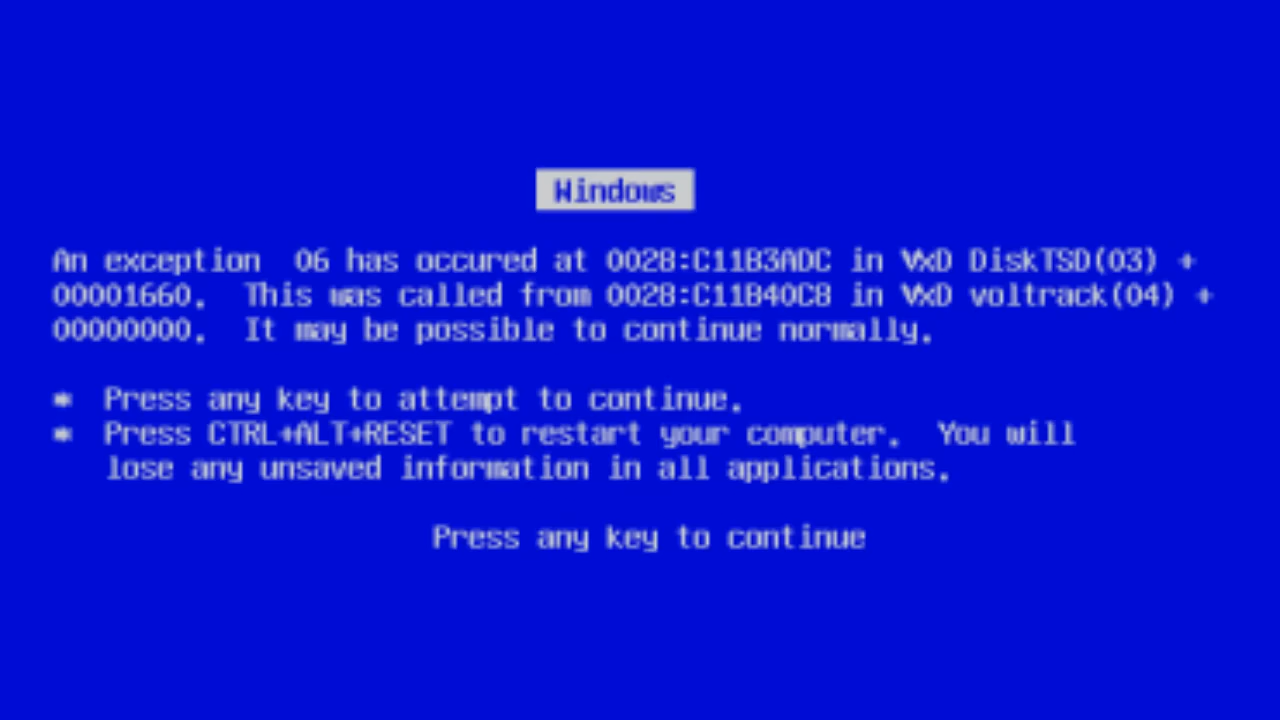 Windows
An exception  06 has occured at 0028:C11B3ADC in VxD DiskTSD(03) +
00001660.  This was called from 0028:C11B40C8 in VxD voltrack(04) +
00000000.  It may be possible to continue normally.
*  Press any key to attempt to continue.
*  Press CTRL+ALT+RESET to restart your computer.  You will
lose any unsaved information in all applications.
Press any key to continue